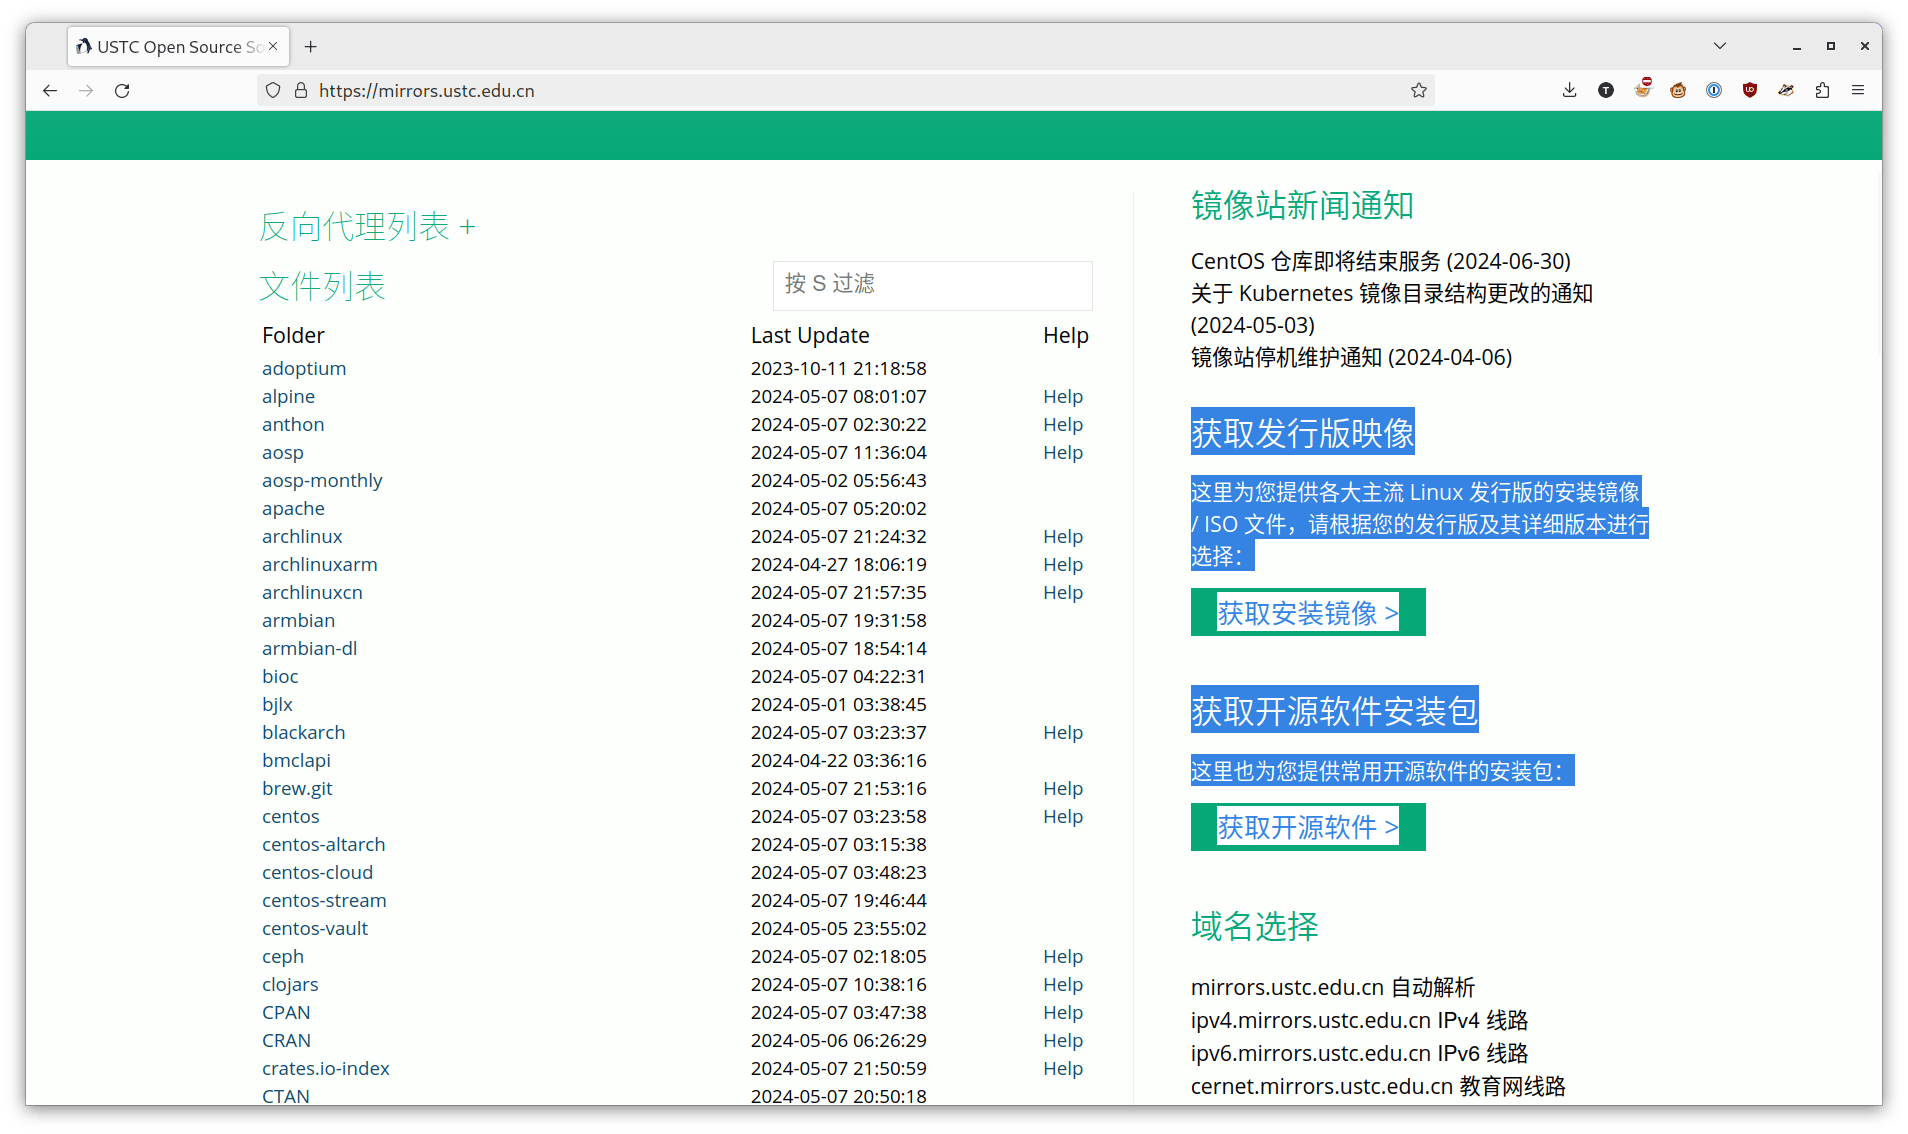 USTC Open Source So
https://mirrors.ustc.edu.cn
反向代理列表 +
文件列表
按 S 过滤
Folder Last Update Help
adoptium 2023-10-11 21:18:58
alpine 2024-05-07 08:01:07 Help
anthon 2024-05-07 02:30:22 Help
aosp 2024-05-07 11:36:04 Help
aosp-monthly 2024-05-02 05:56:43
apache 2024-05-07 05:20:02
archlinux 2024-05-07 21:24:32 Help
archlinuxarm 2024-04-27 18:06:19 Help
archlinuxcn 2024-05-07 21:57:35 Help
armbian 2024-05-07 19:31:58
armbian-dl 2024-05-07 18:54:14
bioc 2024-05-07 04:22:31
bjlx 2024-05-01 03:38:45
blackarch 2024-05-07 03:23:37 Help
bmclapi 2024-04-22 03:36:16
brew.git 2024-05-07 21:53:16 Help
centos 2024-05-07 03:23:58 Help
centos-altarch 2024-05-07 03:15:38
centos-cloud 2024-05-07 03:48:23
centos-stream 2024-05-07 19:46:44
centos-vault 2024-05-05 23:55:02
ceph 2024-05-07 02:18:05 Help
clojars 2024-05-07 10:38:16 Help
CPAN 2024-05-07 03:47:38 Help
CRAN 2024-05-06 06:26:29 Help
crates.io-index 2024-05-07 21:50:59 Help
CTAN 2024-05-07 20:50:18
镜像站新闻通知
CentOS 仓库即将结束服务 (2024-06-30)
关于 Kubernetes 镜像目录结构更改的通知
(2024-05-03)
镜像站停机维护通知 (2024-04-06)
获取发行版映像
这里为您提供各大主流 Linux 发行版的安装镜像
/ ISO 文件，请根据您的发行版及其详细版本进行
选择：
获取安装镜像 >
获取开源软件安装包
这里也为您提供常用开源软件的安装包：
获取开源软件 >
域名选择
mirrors.ustc.edu.cn 自动解析
ipv4.mirrors.ustc.edu.cn IPv4 线路
ipv6.mirrors.ustc.edu.cn IPv6 线路
cernet.mirrors.ustc.edu.cn 教育网线路